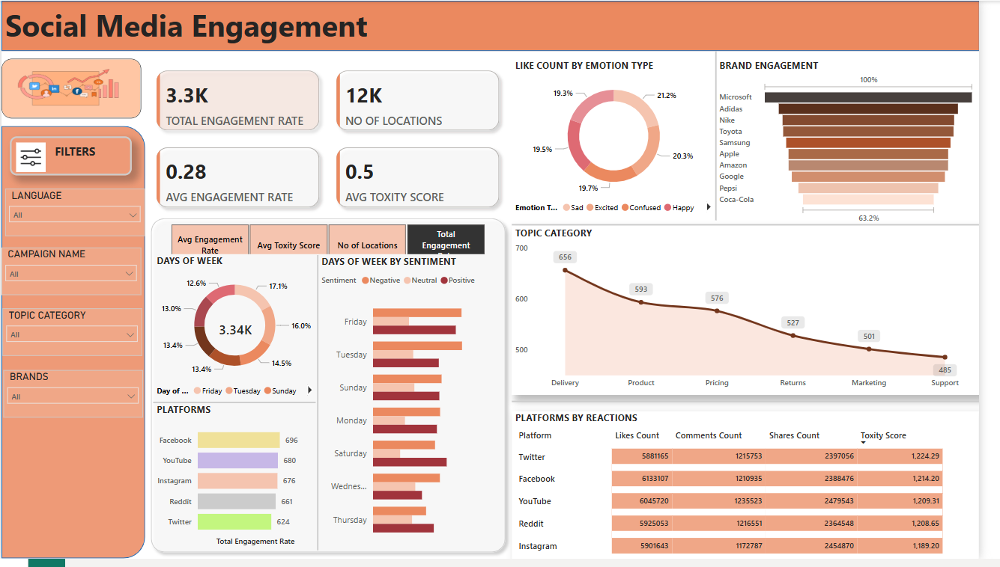 Social Media Engagement
FILTERS
LANGUAGE
All
CAMPAIGN NAME
All
TOPIC CATEGORY
All
BRANDS
All
3.3K
TOTAL ENGAGEMENT RATE
12K
NO OF LOCATIONS
0.28
AVG ENGAGEMENT RATE
0.5
AVG TOXITY SCORE
Avg Engagement
Rate
Avg Toxity Score
No of Locations
Total
Engagement
DAYS OF WEEK
12.6%
17.1%
13.0%
16.0%
13.4%
14.5%
13.4%
3.34K
Day of ... Friday Tuesday Sunday
PLATFORMS
Facebook 696
YouTube 680
Instagram 676
Reddit 661
Twitter 624
Total Engagement Rate
DAYS OF WEEK BY SENTIMENT
Sentiment Negative Neutral Positive
Friday
Tuesday
Sunday
Monday
Saturday
Wednes...
Thursday
LIKE COUNT BY EMOTION TYPE
19.3%
21.2%
19.5%
20.3%
19.7%
Emotion T... Sad Excited Confused Happy
BRAND ENGAGEMENT
100%
Microsoft
Adidas
Nike
Toyota
Samsung
Apple
Amazon
Google
Pepsi
Coca-Cola
63.2%
TOPIC CATEGORY
700
600
500
656
593
576
527
501
485
Delivery Product Pricing Returns Marketing Support
PLATFORMS BY REACTIONS
Platform Likes Count Comments Count Shares Count Toxity Score
Twitter 5881165 1215753 2397056 1,224.29
Facebook 6133107 1210935 2388476 1,214.20
YouTube 6045720 1235523 2479543 1,209.31
Reddit 5925053 1216551 2364548 1,208.65
Instagram 5901643 1172787 2454870 1,189.20